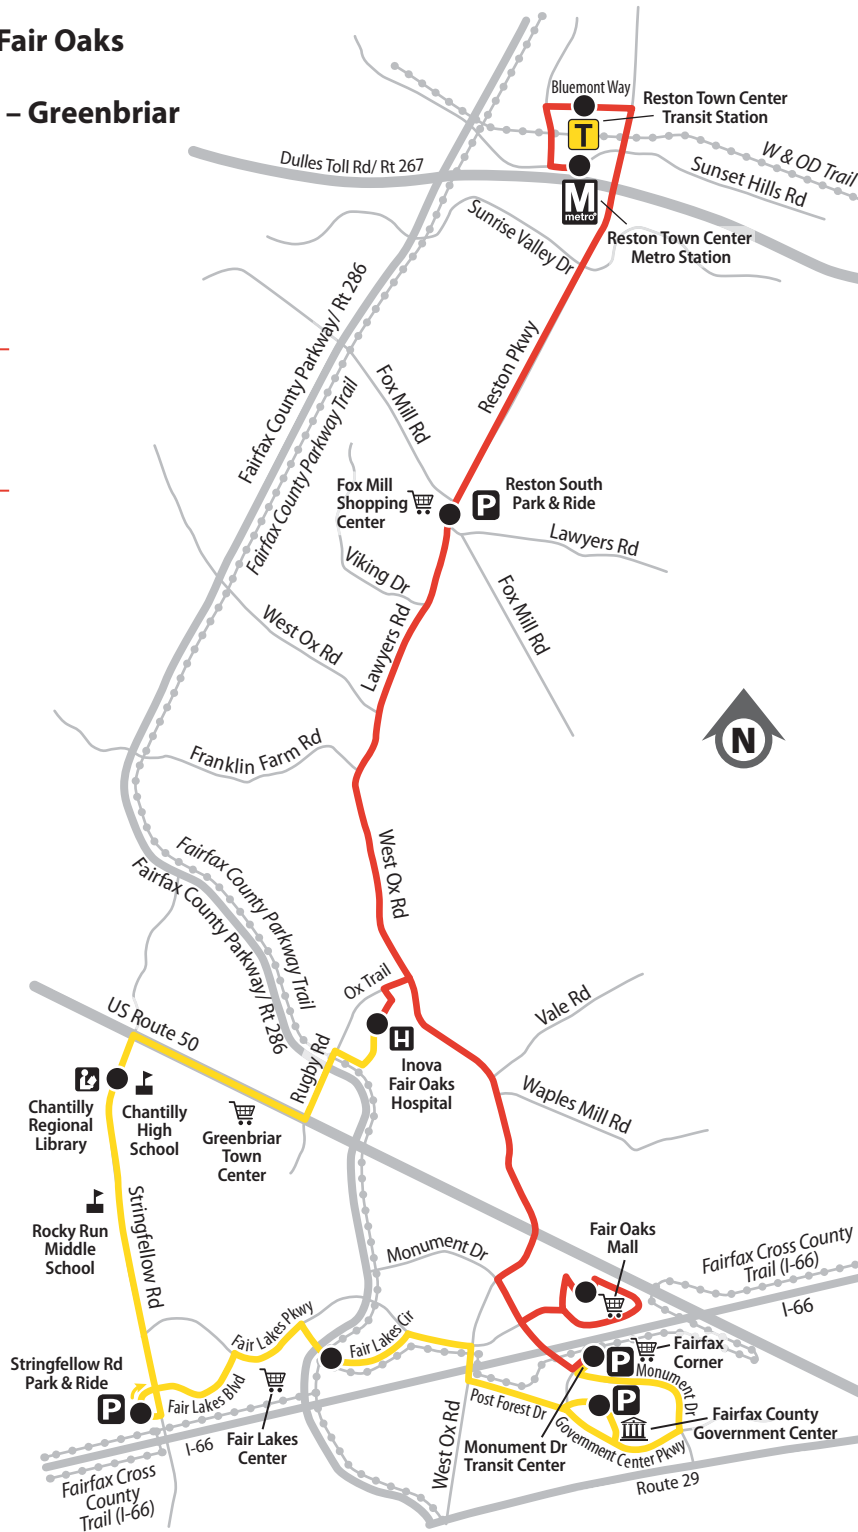 Fair Oaks
– Greenbriar
Bluemont Way
Reston Town Center
Transit Station
T
W & OD Trail
Dulles Toll Rd/ Rt 267
Sunset Hills Rd
M
metro
Sunrise Valley Dr
Reston Town Center
Metro Station
Fairfax County Parkway/ Rt 286
Reston Pkwy
Fox Mill Rd
Fairfax County Parkway Trail
Fox Mill
Shopping
Center
P
Reston South
Park & Ride
Lawyers Rd
Viking Dr
Fox Mill Rd
West Ox Rd
Lawyers Rd
N
Franklin Farm Rd
Fairfax County Parkway Trail
Fairfax County Parkway/ Rt 286
West Ox Rd
Ox Trail
Vale Rd
US Route 50
Rugby Rd
H
Inova
Fair Oaks
Hospital
Waples Mill Rd
Chantilly
Regional
Library
Chantilly
High
School
Greenbriar
Town
Center
Stringfellow Rd
Rocky Run
Middle
School
Fair Oaks
Mall
Monument Dr
Fairfax Cross County
Trail (I-66)
I-66
Fair Lakes Pkwy
Fair Lakes Cir
Fairfax
Corner
P
Monument Dr
Stringfellow Rd
Park & Ride
P
Fair Lakes Blvd
Post Forest Dr
P
Fairfax County
Government Center
Government Center Pkwy
I-66
Fair Lakes
Center
West Ox Rd
Monument Dr
Transit Center
Route 29
Fairfax Cross
County
Trail (I-66)